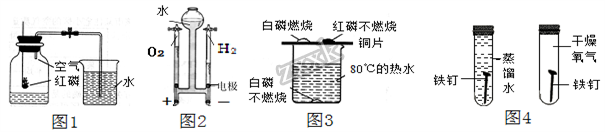 空气
红磷
水
图1
水
O₂
H₂
电极
+
−
图2
白磷燃烧
红磷不燃烧
铜片
80℃的热水
白磷
不燃烧
图3
铁钉
蒸馏水
干燥氧气
铁钉
图4